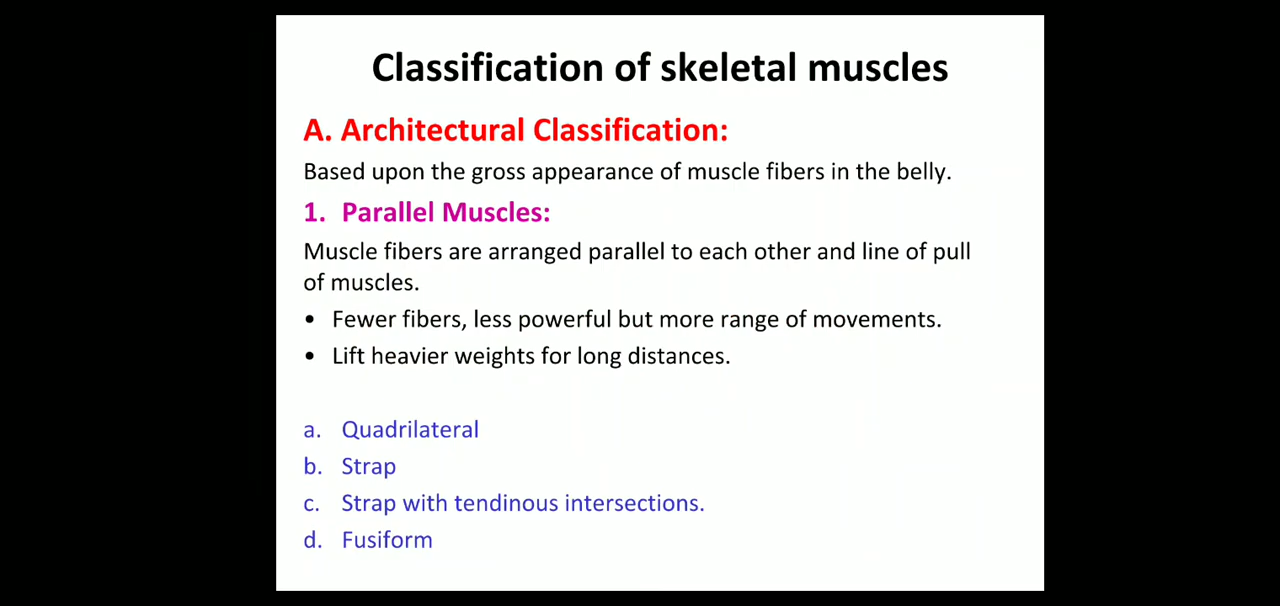 Classification of skeletal muscles
A. Architectural Classification:
Based upon the gross appearance of muscle fibers in the belly.
1. Parallel Muscles:
Muscle fibers are arranged parallel to each other and line of pull
of muscles.
• Fewer fibers, less powerful but more range of movements.
• Lift heavier weights for long distances.
a. Quadrilateral
b. Strap
c. Strap with tendinous intersections.
d. Fusiform